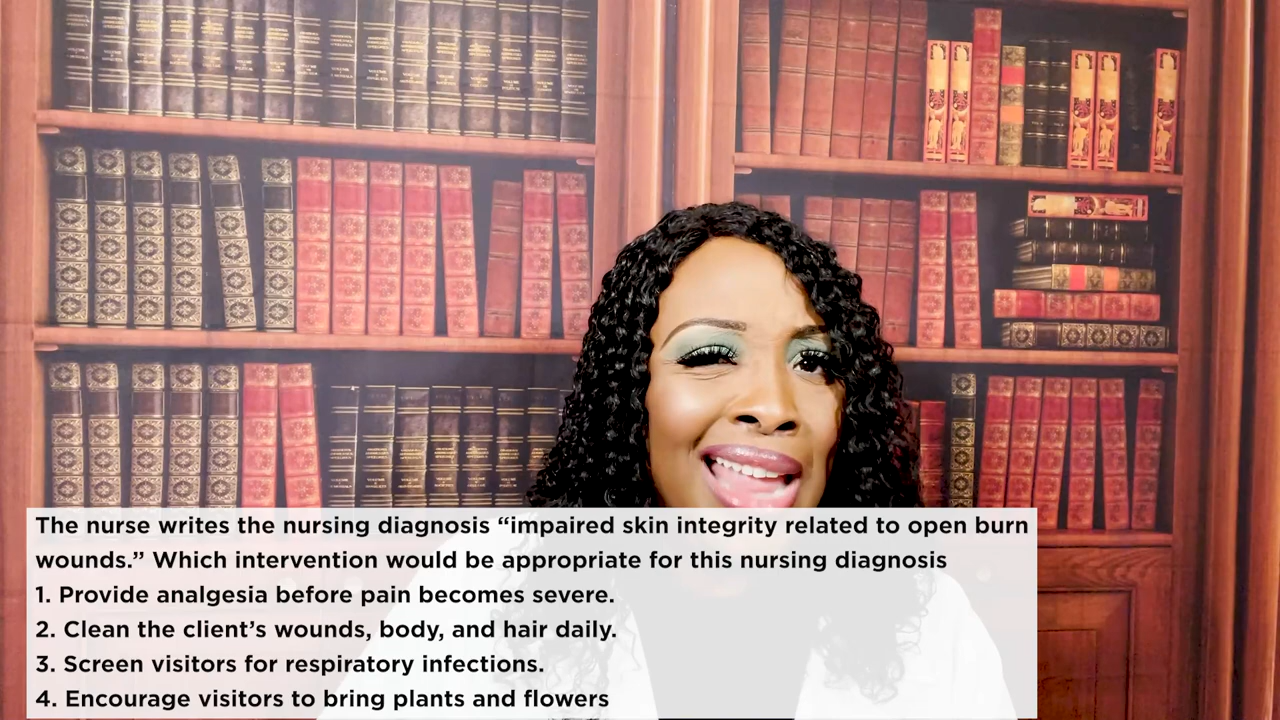 The nurse writes the nursing diagnosis “impaired skin integrity related to open burn
wounds.” Which intervention would be appropriate for this nursing diagnosis
1. Provide analgesia before pain becomes severe.
2. Clean the client’s wounds, body, and hair daily.
3. Screen visitors for respiratory infections.
4. Encourage visitors to bring plants and flowers